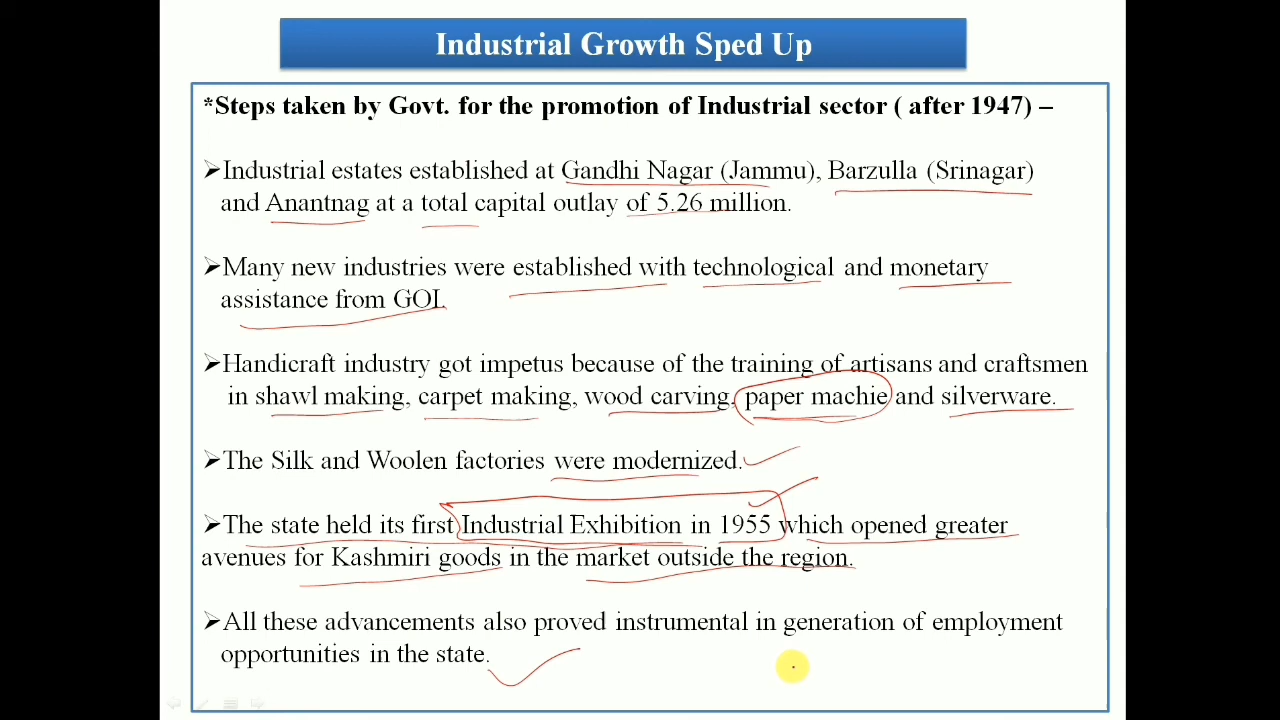 Industrial Growth Sped Up
*Steps taken by Govt. for the promotion of Industrial sector ( after 1947) –
➢Industrial estates established at Gandhi Nagar (Jammu), Barzulla (Srinagar)
and Anantnag at a total capital outlay of 5.26 million.
➢Many new industries were established with technological and monetary
assistance from GOI.
➢Handicraft industry got impetus because of the training of artisans and craftsmen
in shawl making, carpet making, wood carving, paper machie and silverware.
➢The Silk and Woolen factories were modernized.
➢The state held its first Industrial Exhibition in 1955 which opened greater
avenues for Kashmiri goods in the market outside the region.
➢All these advancements also proved instrumental in generation of employment
opportunities in the state.